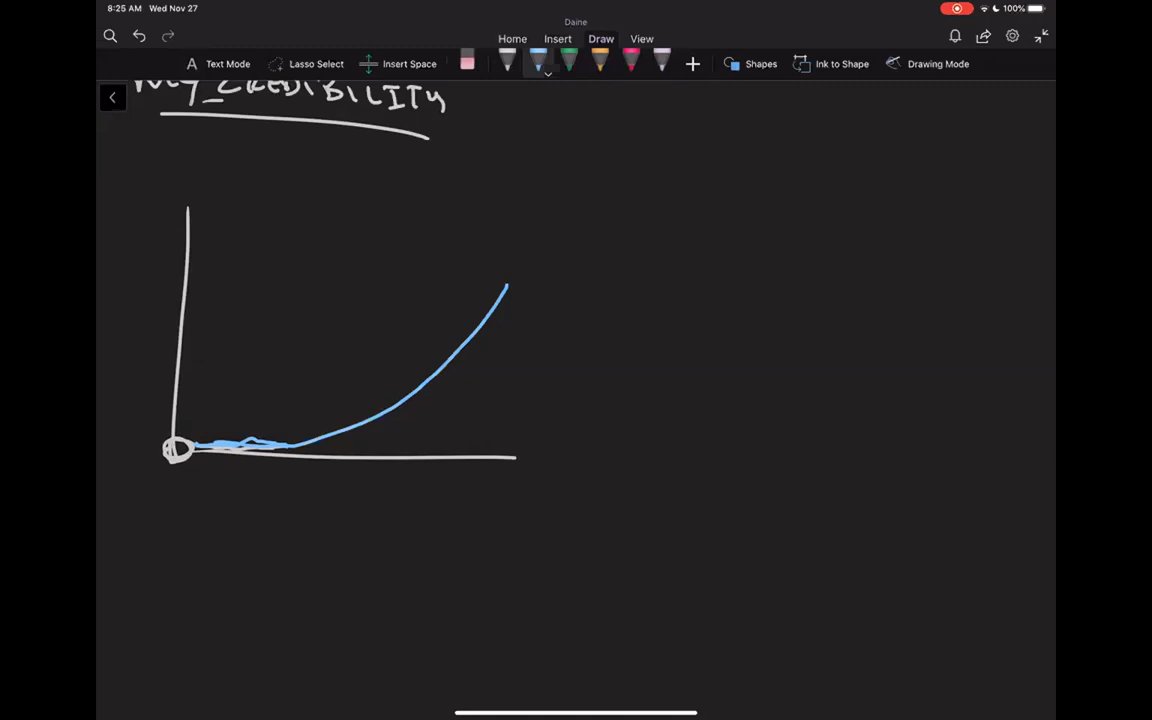 8:25 AM Wed Nov 27
100%
Daine
Home Insert Draw View
Text Mode Lasso Select Insert Space Shapes Ink to Shape Drawing Mode
CREDIBILITY